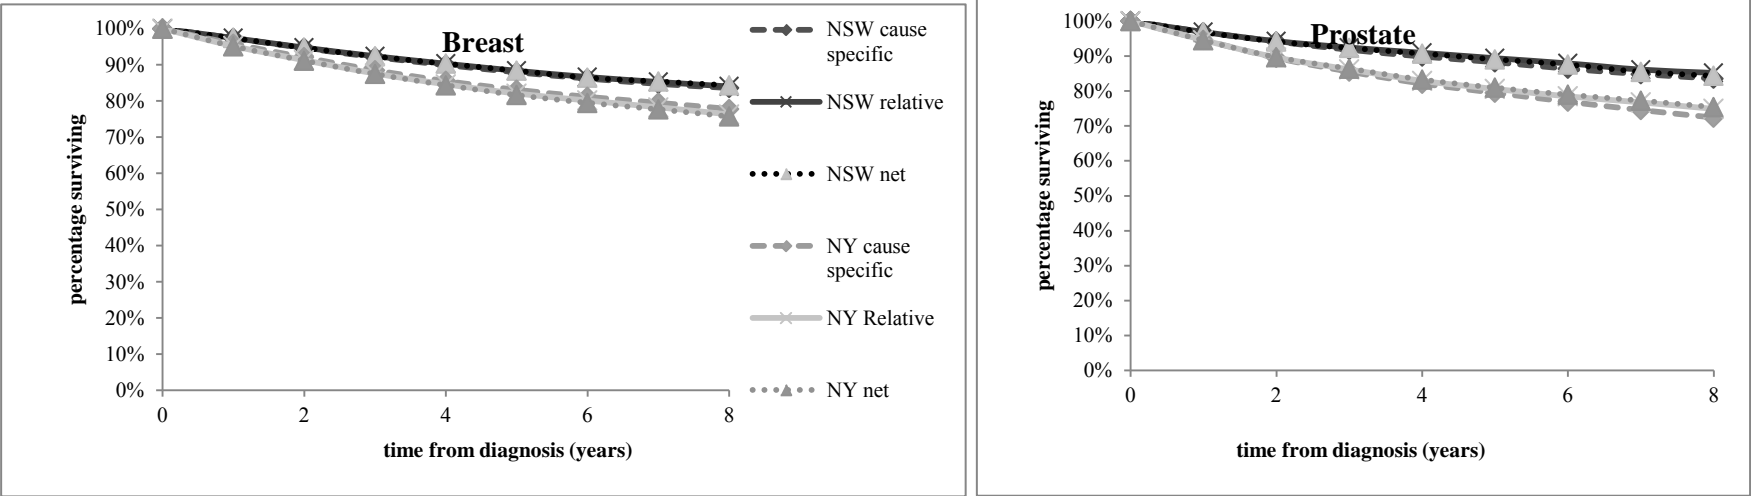 Breast
100%
90%
80%
70%
60%
50%
40%
30%
20%
10%
0%
percentage surviving
0 2 4 6 8
time from diagnosis (years)
NSW cause
specific
NSW relative
NSW net
NY cause
specific
NY Relative
NY net
Prostate
100%
90%
80%
70%
60%
50%
40%
30%
20%
10%
0%
percentage surviving
0 2 4 6 8
time from diagnosis (years)